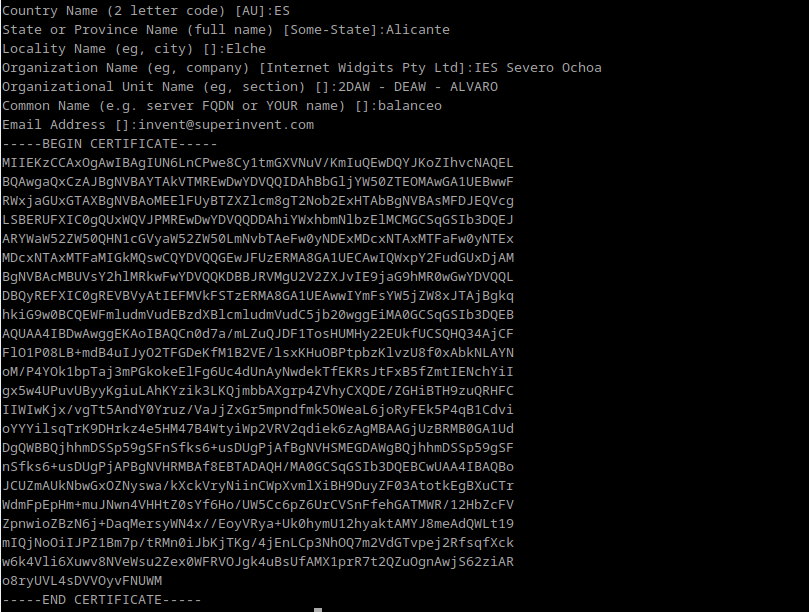 Country Name (2 letter code) [AU]:ES
State or Province Name (full name) [Some-State]:Alicante
Locality Name (eg, city) []:Elche
Organization Name (eg, company) [Internet Widgits Pty Ltd]:IES Severo Ochoa
Organizational Unit Name (eg, section) []:2DAW - DEAW - ALVARO
Common Name (e.g. server FQDN or YOUR name) []:balanceo
Email Address []:invent@superinvent.com
-----BEGIN CERTIFICATE-----
MIIEKzCCAxOgAwIBAgIUN6LnCPwe8Cy1tmGXVNuV/KmIuQEwDQYJKoZIhvcNAQEL
BQAwgaQxCzAJBgNVBAYTAkVTMREwDwYDVQQIDAhBbGljYW50ZTEOMAwGA1UEBwwF
RWxjaGUxGTAXBgNVBAoMEElFUyBTZXZlcm8gT2Nob2ExHTAbBgNVBAsMFDJEQVcg
LSBERUFXIC0gQUxWQVJPMREwDwYDVQQDDAhiYWxhbmNlbzElMCMGCSqGSIb3DQEJ
ARYWaW52ZW50QHN1cGVyaW52ZW50LmNvbTAeFw0yNDExMDcxNTAxMTFaFw0yNTEx
MDcxNTAxMTFaMIGkMQswCQYDVQQGEwJFUzERMA8GA1UECAwIQWxpY2FudGUxDjAM
BgNVBAcMBUVsY2hlMRkwFwYDVQQKDBBJRVMgU2V2ZXJvIE9jaG9hMR0wGwYDVQQL
DBQyREFXIC0gREVBVyAtIEFMVkFSTzERMA8GA1UEAwwIYmFsYW5jZW8xJTAjBgkq
hkiG9w0BCQEWFmludmVudEBzdXBlcmludmVudC5jb20wggEiMA0GCSqGSIb3DQEB
AQUAA4IBDwAwggEKAoIBAQCn0d7a/mLZuQJDF1TosHUMHy22EUkfUCSQHQ34AjCF
FlO1P08LB+mdB4uIJyO2TFGDeKfM1B2VE/lsxKHuOBPtpbzKlvzU8f0xAbkNLAYN
oM/P4YOk1bpTaj3mPGkokeElFg6Uc4dUnAyNwdekTfEKRsJtFxB5fZmtIENchYiI
gx5w4UPuvUByyKgiuLAhKYzik3LKQjmbbAXgrp4ZVhyCXQDE/ZGHiBTH9zuQRHFC
IIWIwKjx/vgTt5AndY0Yruz/VaJjZxGr5mpndfmk5OWeaL6joRyFEk5P4qB1Cdvi
oYYYilsqTrK9DHrkz4e5HM47B4WtyiWp2VRV2qdiek6zAgMBAAGjUzBRMB0GA1Ud
DgQWBBQjhhmDSSp59gSFnSfks6+usDUgPjAfBgNVHSMEGDAWgBQjhhmDSSp59gSF
nSfks6+usDUgPjAPBgNVHRMBAf8EBTADAQH/MA0GCSqGSIb3DQEBCwUAA4IBAQBo
JCUZmAUkNbwGxOZNyswa/kXckVryNiinCWpXvmlXiBH9DuyZF03AtotkEgBXuCTr
WdmFpEpHm+muJNwn4VHHtZ0sYf6Ho/UW5Cc6pZ6UrCVSnFfehGATMWR/12HbZcFV
ZpnwioZBzN6j+DaqMersyWN4x//EoyVRya+Uk0hymU12hyaktAMYJ8meAdQWLt19
mIQjNoOiIJPZ1Bm7p/tRMn0iJbKjTKg/4jEnLCp3NhOQ7m2VdGTvpej2RfsqfXck
w6k4Vli6Xuwv8NVeWsu2Zex0WFRVOJgk4uBsUfAMX1prR7t2QZuOgnAwjS62ziAR
o8ryUVL4sDVVOyvFNUWM
-----END CERTIFICATE-----